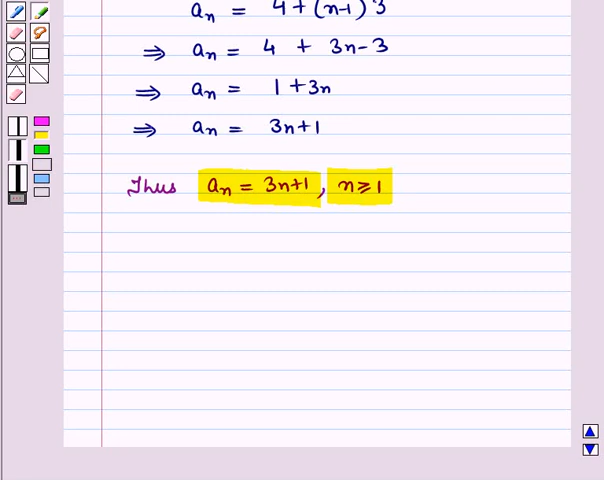 aₙ = 4 + (n-1) 3
⇒ aₙ = 4 + 3n - 3
⇒ aₙ = 1 + 3n
⇒ aₙ = 3n+1
Thus aₙ = 3n+1, n ≥ 1